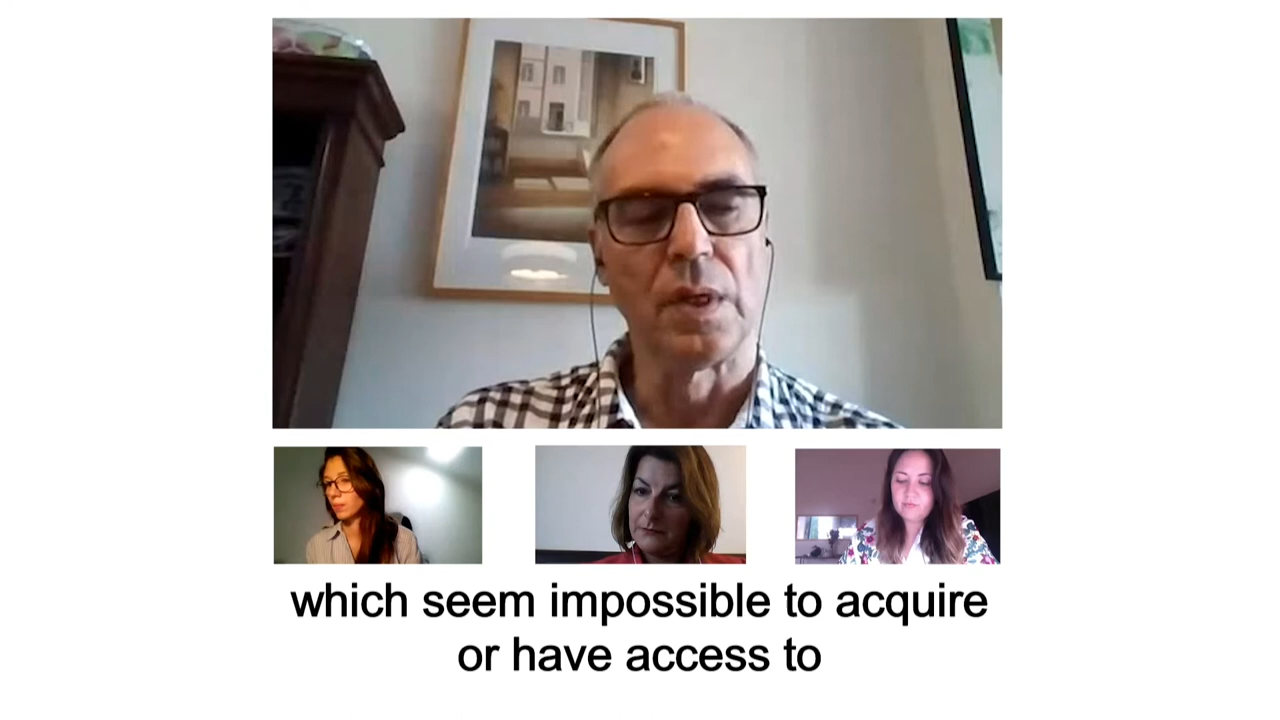 which seem impossible to acquire
or have access to